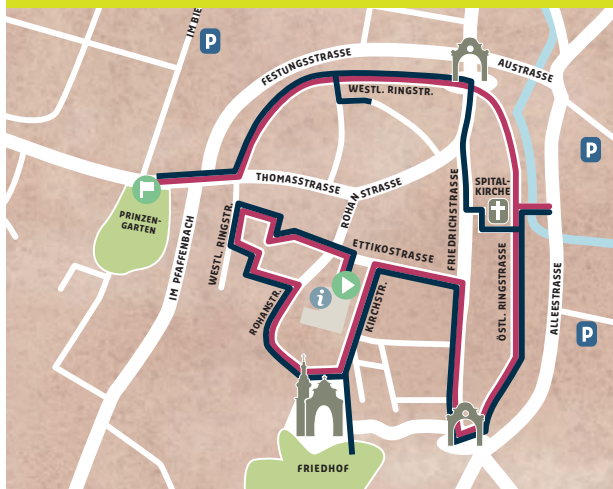 IM BIE
P
FESTUNGSSTRASSE
AUSTRASSE
WESTL. RINGSTR.
P
THOMASSTRASSE
ROHANSTRASSE
SPITAL-
KIRCHE
PRINZEN-
GARTEN
IM PFAFFENBACH
WESTL. RINGSTR.
ETTIKOSTRASSE
FRIEDRICHSTRASSE
ÖSTL. RINGSTRASSE
ALLEESTRASSE
i
ROHANSTR.
KIRCHSTR.
P
FRIEDHOF